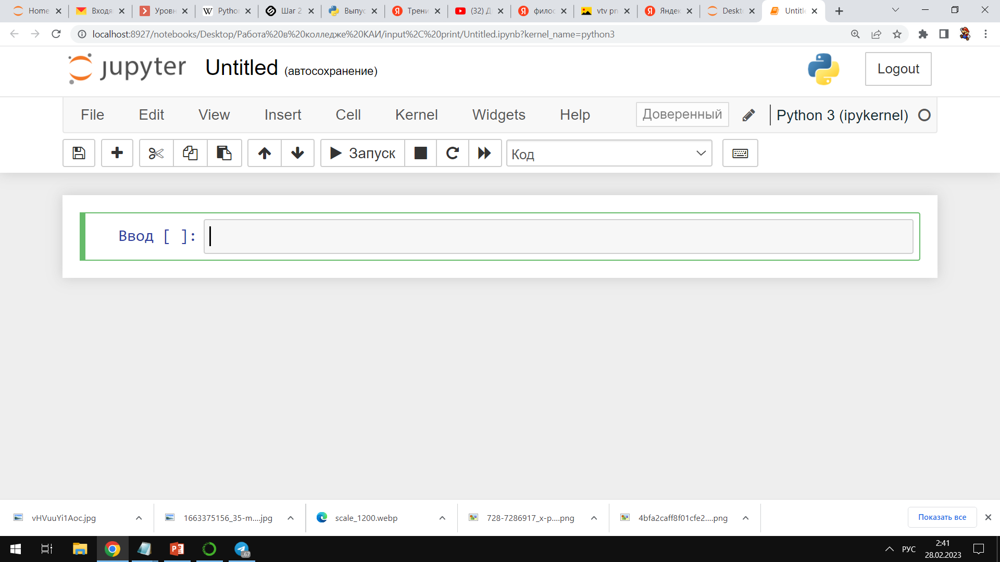 Home
Входя
Уровн
Pytho
Шаг 2
Выпус
Трени
(32) Д
филос
vtv pn
Яндек
Deskt
Untitl
localhost:8927/notebooks/Desktop/Работа%20в%20колледже%20КАИ/input%2C%20print/Untitled.ipynb?kernel_name=python3
jupyter Untitled (автосохранение)
Logout
File Edit View Insert Cell Kernel Widgets Help
Доверенный
Python 3 (ipykernel)
Запуск
Код
Ввод [ ]:
vHVuuYi1Aoc.jpg
1663375156_35-m....jpg
scale_1200.webp
728-7286917_x-p....png
4bfa2caff8f01cfe2....png
Показать все
..67
РУС
2:41
28.02.2023